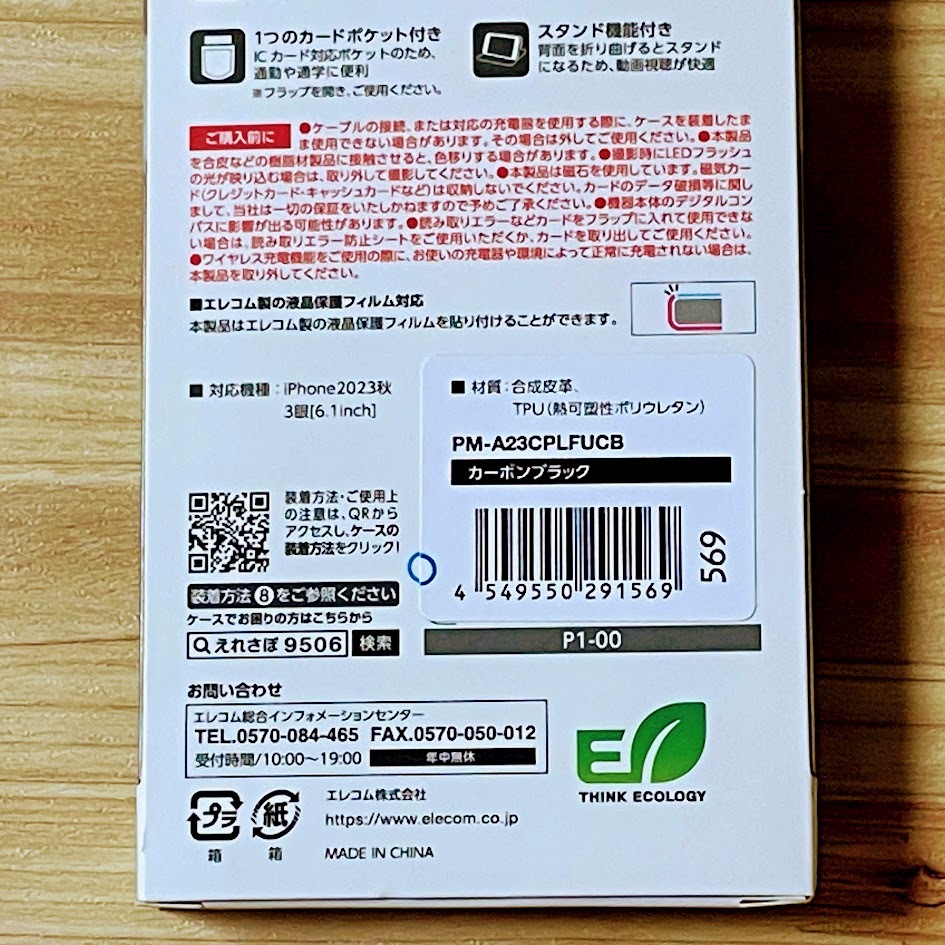 1つのカードポケット付き
ICカード対応ポケットのため、
通勤や通学に便利
※フラップを開き、ご使用ください。
スタンド機能付き
背面を折り曲げるとスタンド
になるため、動画視聴が快適
ご購入前に ●ケーブルの接続、または対応の充電器を使用する際に、ケースを装着したま
ま使用できない場合があります。その場合は外してご使用ください。●本製品
を合皮などの樹脂材製品に接触させると、色移りする場合があります。●撮影時にLEDフラッシュ
の光が映り込む場合は、取り外して撮影してください。●本製品は磁石を使用しています。磁気カー
ド(クレジットカード・キャッシュカードなど)は収納しないでください。カードのデータ破損等に関し
まして、当社は一切の保証をいたしかねますので予めご了承ください。●機器本体のデジタルコン
パスに影響が出る可能性があります。●読み取りエラーなどカードをフラップに入れて使用できな
い場合は、読み取りエラー防止シートをご使用いただくか、カードを取り出してご使用ください。
●ワイヤレス充電機能をご使用の際に、お使いの充電器や環境によって正常に充電されない場合は、
本製品を取り外してください。
■エレコム製の液晶保護フィルム対応
本製品はエレコム製の液晶保護フィルムを貼り付けることができます。
■ 対応機種：iPhone2023秋
3眼[6.1inch]
■ 材質：合成皮革、
TPU(熱可塑性ポリウレタン)
PM-A23CPLFUCB
カーボンブラック
4 549550 291569
569
装着方法・ご使用上
の注意は、QRから
アクセスし、ケースの
装着方法をクリック!
装着方法⑧をご参照ください
ケースでお困りの方はこちらから
えれさぽ 9506 検索
P1-00
お問い合わせ
エレコム総合インフォメーションセンター
TEL.0570-084-465 FAX.0570-050-012
受付時間/10:00〜19:00 年中無休
THINK ECOLOGY
プラ
箱
紙
箱
エレコム株式会社
https://www.elecom.co.jp
MADE IN CHINA